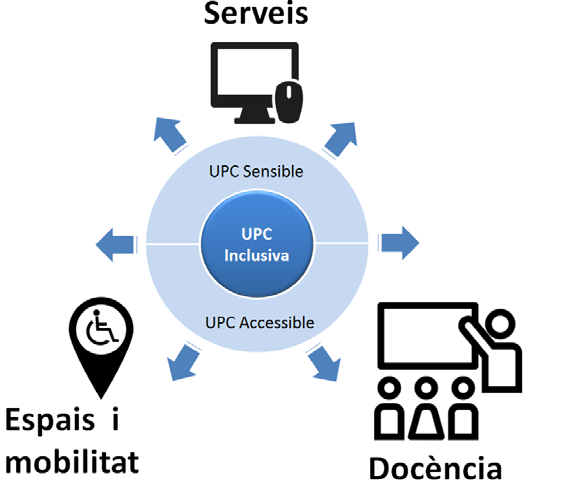 Serveis
UPC Sensible
UPC
Inclusiva
UPC Accessible
Espais i
mobilitat
Docència